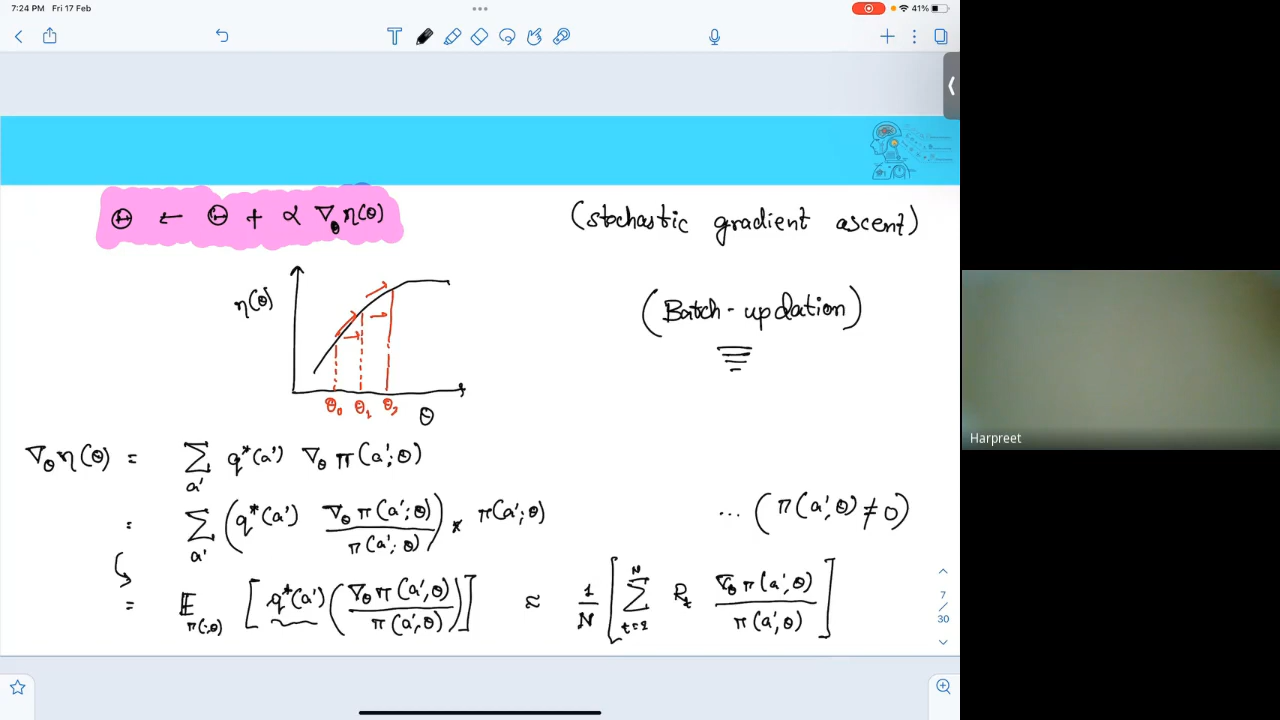 7:24 PM Fri 17 Feb
41%
T
Θ ← Θ + α ∇θ η(θ)
(stochastic gradient ascent)
η(θ)
(Batch-updation)
θ0 θ1 θ2
Θ
∇θ η(θ) = Σa' q*(a') ∇θ π(a';θ)
= Σa' (q*(a') ∇θ π(a';θ) / π(a';θ)) * π(a';θ) ... (π(a',θ) ≠ 0)
= E π(·;θ) [q*(a') (∇θ π(a',θ) / π(a',θ))] ≈ 1/N [Σ t=1 N Rt ∇θ π(a',θ) / π(a',θ)]
7
/
30
Harpreet